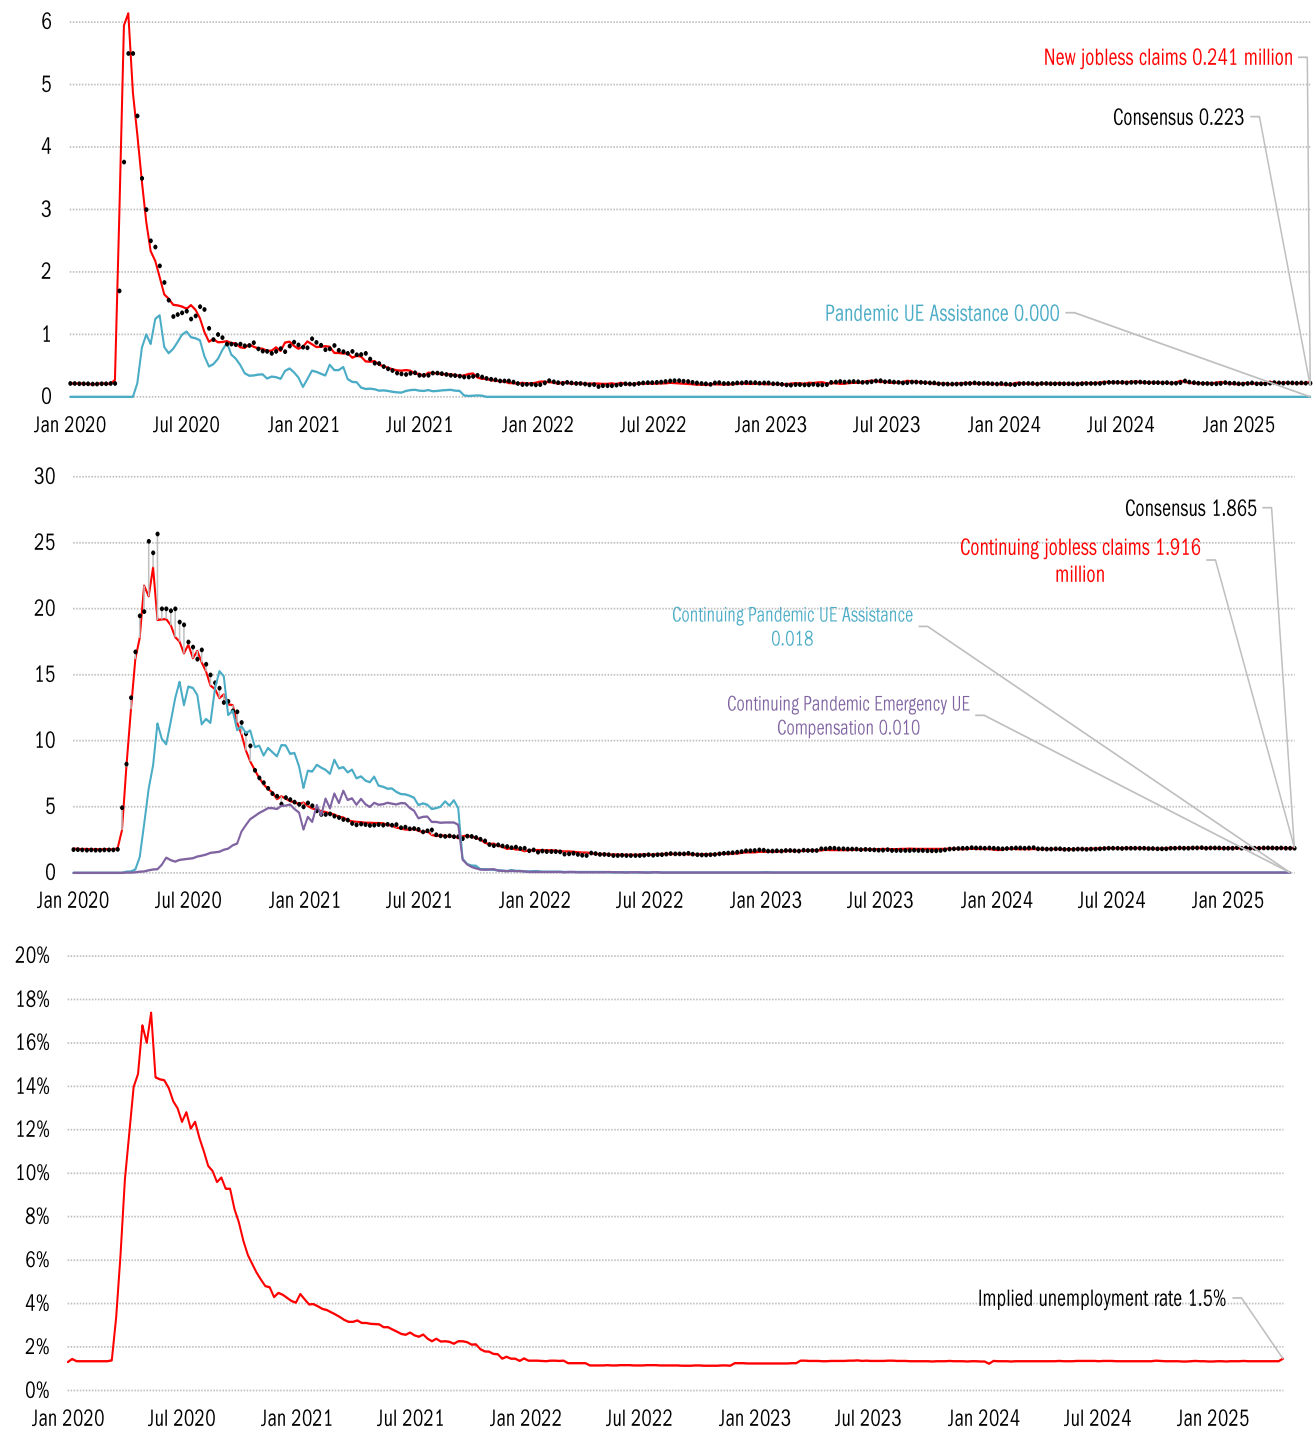 6
New jobless claims 0.241 million
5
Consensus 0.223
4
3
2
Pandemic UE Assistance 0.000
1
0
Jan 2020 Jul 2020 Jan 2021 Jul 2021 Jan 2022 Jul 2022 Jan 2023 Jul 2023 Jan 2024 Jul 2024 Jan 2025
30
Consensus 1.865
25
Continuing jobless claims 1.916
million
20
Continuing Pandemic UE Assistance
0.018
15
Continuing Pandemic Emergency UE
Compensation 0.010
10
5
0
Jan 2020 Jul 2020 Jan 2021 Jul 2021 Jan 2022 Jul 2022 Jan 2023 Jul 2023 Jan 2024 Jul 2024 Jan 2025
20%
18%
16%
14%
12%
10%
8%
6%
4%
Implied unemployment rate 1.5%
2%
0%
Jan 2020 Jul 2020 Jan 2021 Jul 2021 Jan 2022 Jul 2022 Jan 2023 Jul 2023 Jan 2024 Jul 2024 Jan 2025